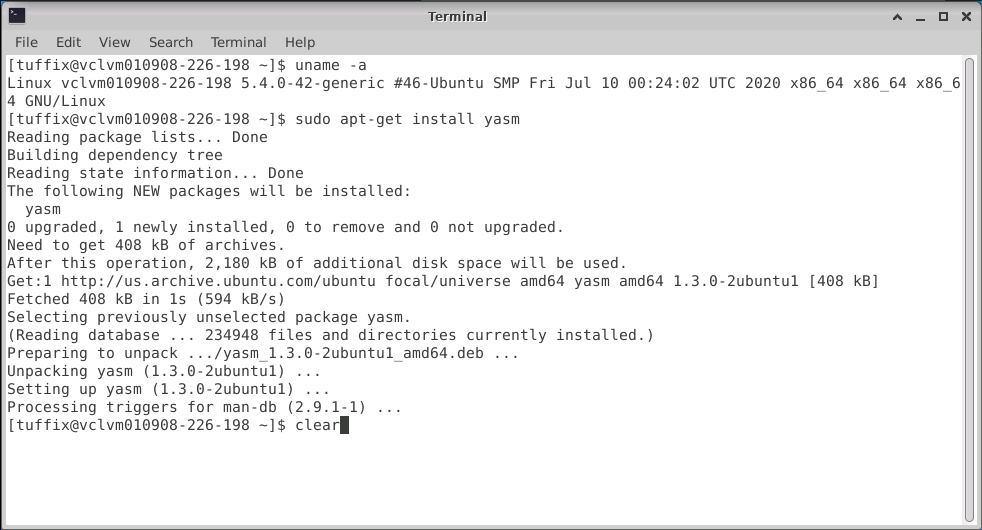 Terminal
File Edit View Search Terminal Help
[tuffix@vclvm010908-226-198 ~]$ uname -a
Linux vclvm010908-226-198 5.4.0-42-generic #46-Ubuntu SMP Fri Jul 10 00:24:02 UTC 2020 x86_64 x86_64 x86_6
4 GNU/Linux
[tuffix@vclvm010908-226-198 ~]$ sudo apt-get install yasm
Reading package lists... Done
Building dependency tree
Reading state information... Done
The following NEW packages will be installed:
  yasm
0 upgraded, 1 newly installed, 0 to remove and 0 not upgraded.
Need to get 408 kB of archives.
After this operation, 2,180 kB of additional disk space will be used.
Get:1 http://us.archive.ubuntu.com/ubuntu focal/universe amd64 yasm amd64 1.3.0-2ubuntu1 [408 kB]
Fetched 408 kB in 1s (594 kB/s)
Selecting previously unselected package yasm.
(Reading database ... 234948 files and directories currently installed.)
Preparing to unpack .../yasm_1.3.0-2ubuntu1_amd64.deb ...
Unpacking yasm (1.3.0-2ubuntu1) ...
Setting up yasm (1.3.0-2ubuntu1) ...
Processing triggers for man-db (2.9.1-1) ...
[tuffix@vclvm010908-226-198 ~]$ clear